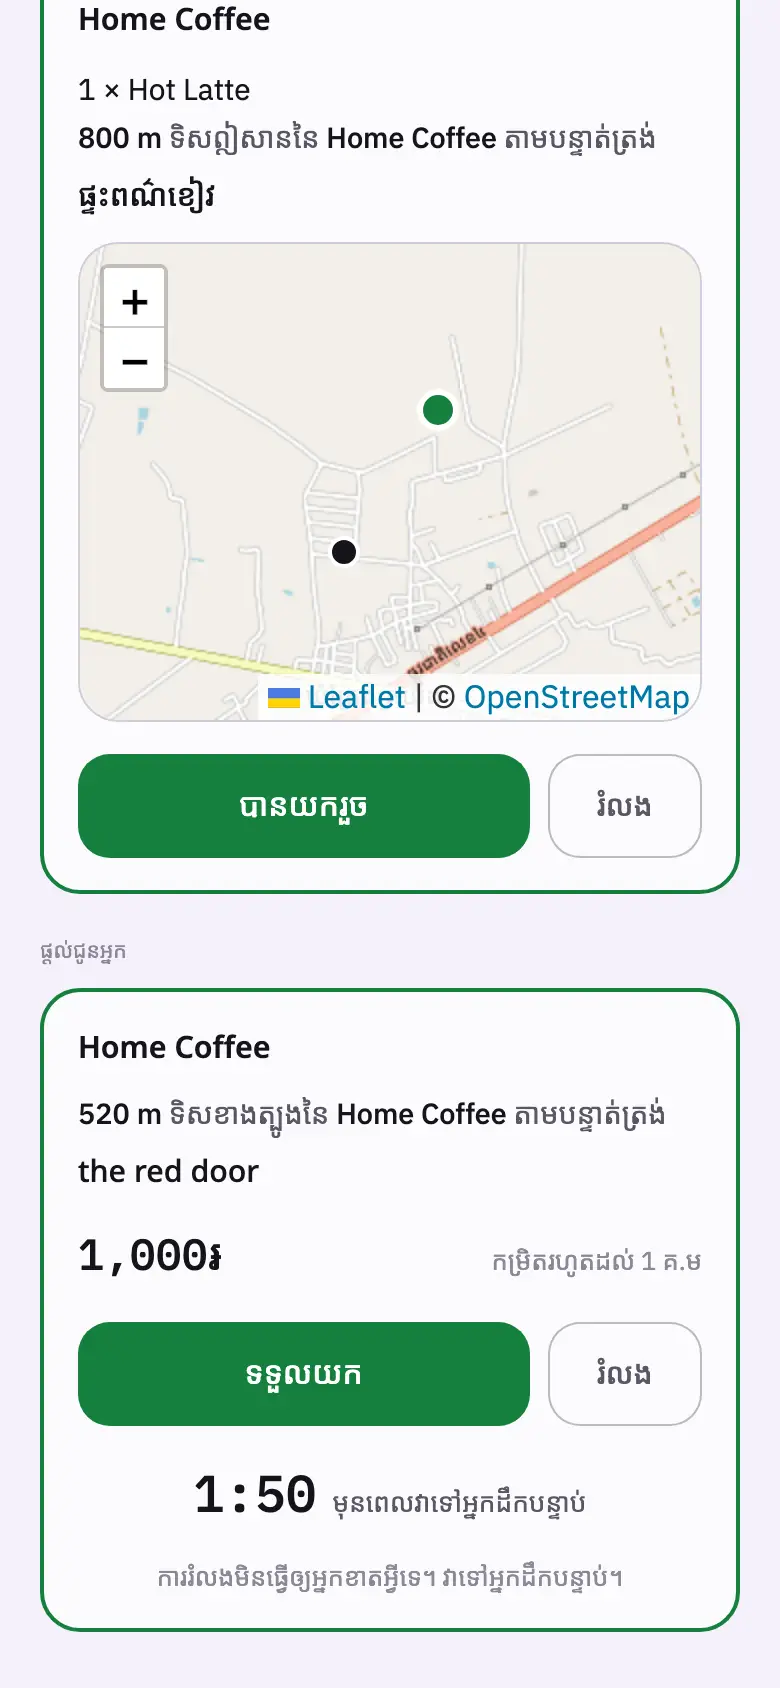 Home Coffee
1 × Hot Latte
800 m ទិសឦសាននៃ Home Coffee តាមបន្ទាត់ត្រង់
ផ្ទះពណ៌ខៀវ
+
−
Leaflet | © OpenStreetMap
បានយករួច
រំលង
ផ្តល់ជូនអ្នក
Home Coffee
520 m ទិសខាងត្បូងនៃ Home Coffee តាមបន្ទាត់ត្រង់
the red door
1,000៛
កម្រិតរហូតដល់ 1 គ.ម
ទទួលយក
រំលង
1:50 មុនពេលវាទៅអ្នកដឹកបន្ទាប់
ការរំលងមិនធ្វើឲ្យអ្នកខាតអ្វីទេ។ វាទៅអ្នកដឹកបន្ទាប់។